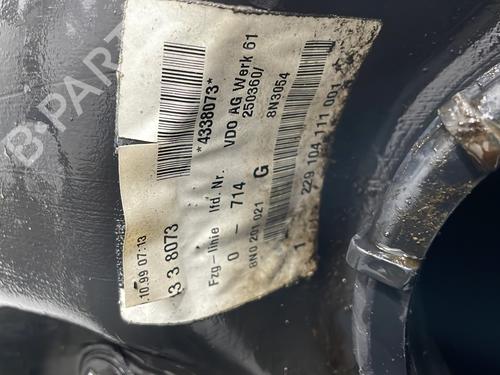 B-PARTS
*4338073*
VDO AG Werk 61
250360/
8N3054
Fzg-linie lfd. Nr.
0 - 714
8N0 201 021 G
1 229 104 111 001
.10.99 07:13
3 8073